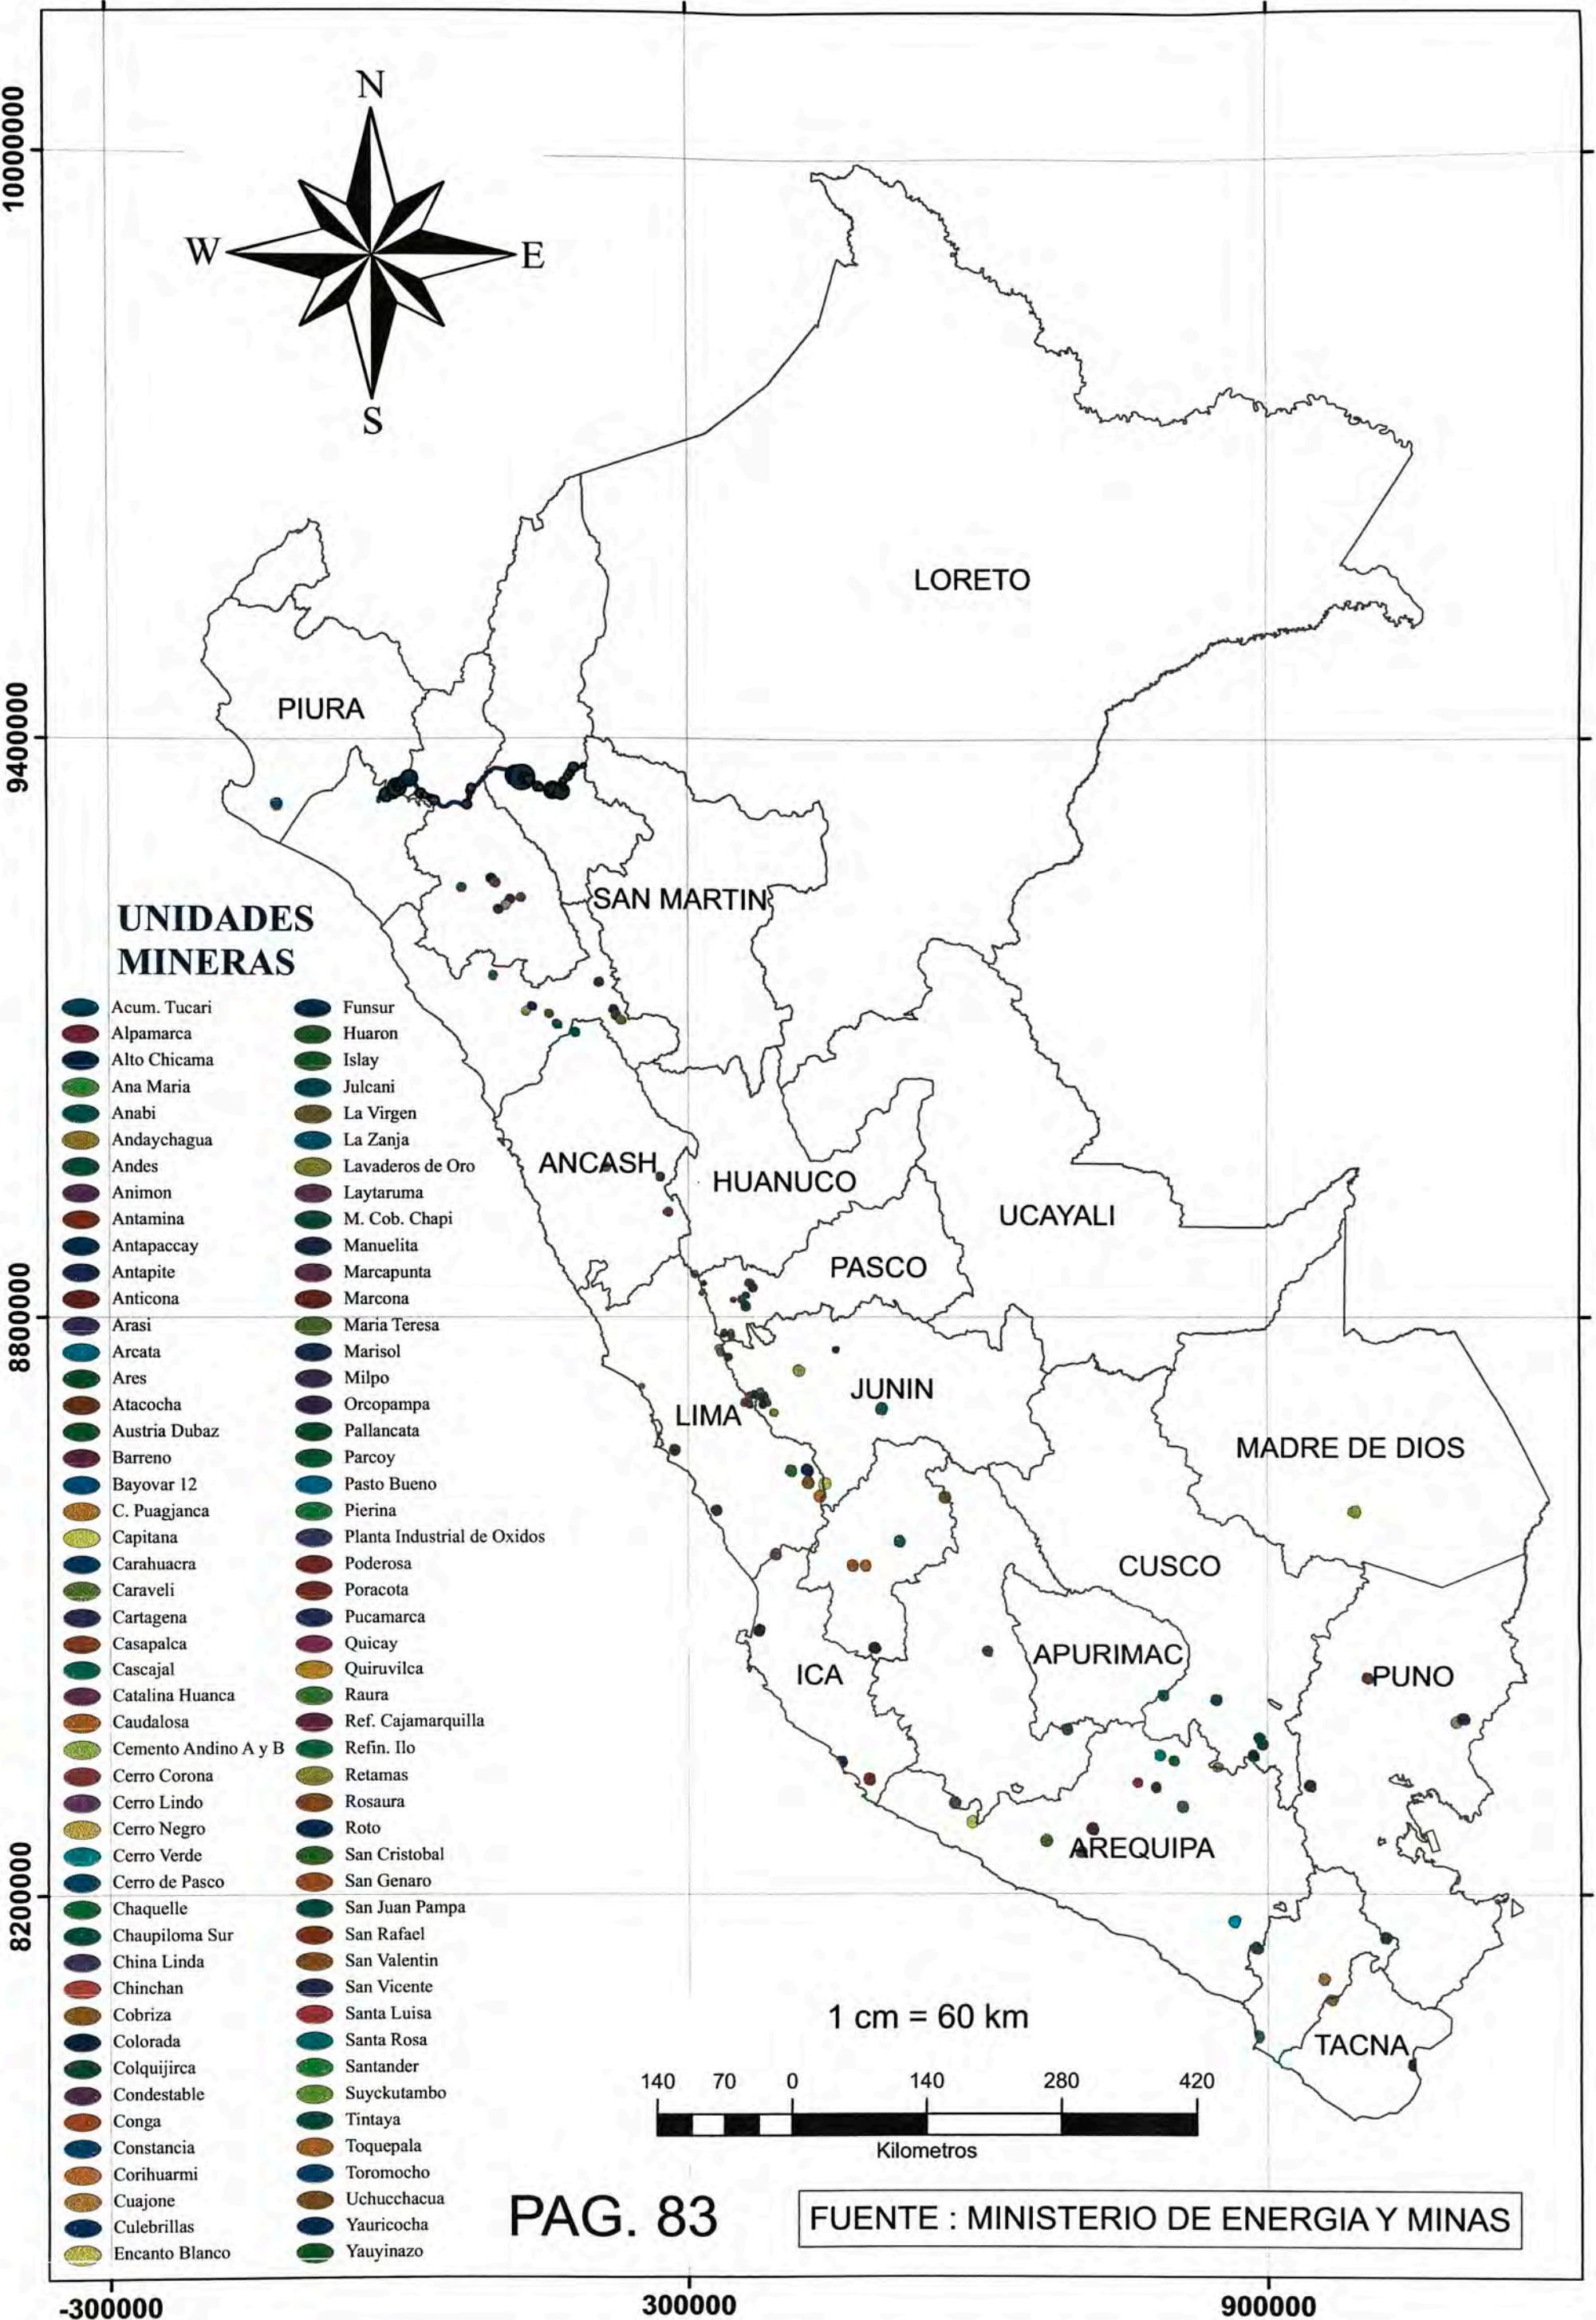 N
W
E
S
10000000
9400000
8800000
8200000
-300000
300000
900000
LORETO
PIURA
SAN MARTIN
ANCASH
HUANUCO
UCAYALI
PASCO
JUNIN
LIMA
MADRE DE DIOS
CUSCO
APURIMAC
ICA
PUNO
AREQUIPA
TACNA
UNIDADES
MINERAS
Acum. Tucari
Alpamarca
Alto Chicama
Ana Maria
Anabi
Andaychagua
Andes
Animon
Antamina
Antapaccay
Antapite
Anticona
Arasi
Arcata
Ares
Atacocha
Austria Dubaz
Barreno
Bayovar 12
C. Puagjanca
Capitana
Carahuacra
Caraveli
Cartagena
Casapalca
Cascajal
Catalina Huanca
Caudalosa
Cemento Andino A y B
Cerro Corona
Cerro Lindo
Cerro Negro
Cerro Verde
Cerro de Pasco
Chaquelle
Chaupiloma Sur
China Linda
Chinchan
Cobriza
Colorada
Colquijirca
Condestable
Conga
Constancia
Corihuarmi
Cuajone
Culebrillas
Encanto Blanco
Funsur
Huaron
Islay
Julcani
La Virgen
La Zanja
Lavaderos de Oro
Laytaruma
M. Cob. Chapi
Manuelita
Marcapunta
Marcona
Maria Teresa
Marisol
Milpo
Orcopampa
Pallancata
Parcoy
Pasto Bueno
Pierina
Planta Industrial de Oxidos
Poderosa
Poracota
Pucamarca
Quicay
Quiruvilca
Raura
Ref. Cajamarquilla
Refin. Ilo
Retamas
Rosaura
Roto
San Cristobal
San Genaro
San Juan Pampa
San Rafael
San Valentin
San Vicente
Santa Luisa
Santa Rosa
Santander
Suyckutambo
Tintaya
Toquepala
Toromocho
Uchucchacua
Yauricocha
Yauyinazo
1 cm = 60 km
140 70 0 140 280 420
Kilometros
PAG. 83
FUENTE : MINISTERIO DE ENERGIA Y MINAS